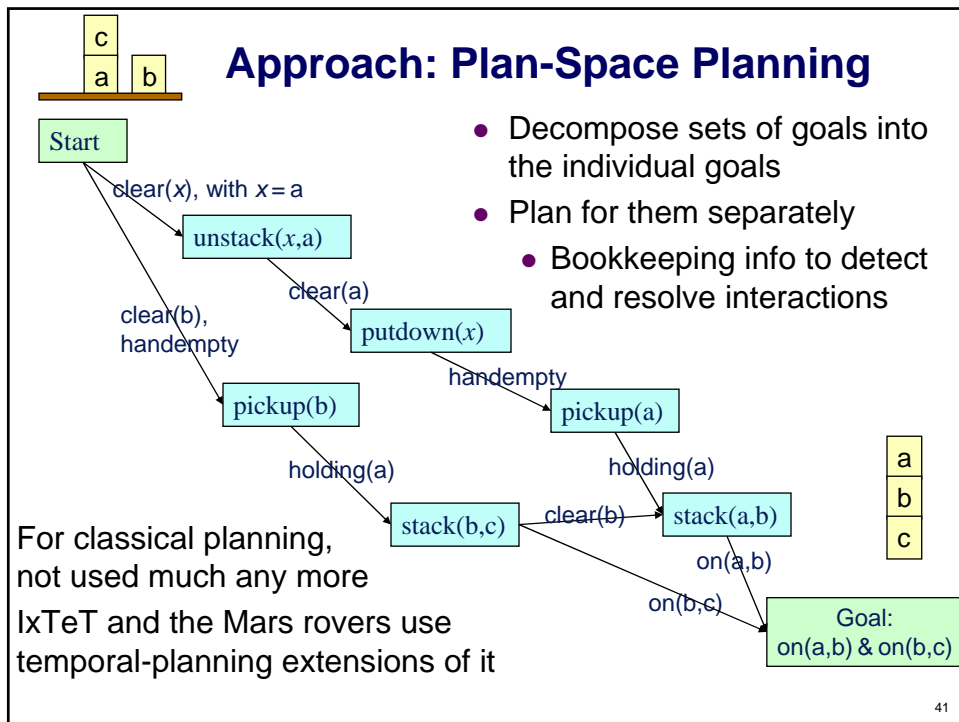 c
a b
Approach: Plan-Space Planning
Start
● Decompose sets of goals into
the individual goals
● Plan for them separately
● Bookkeeping info to detect
and resolve interactions
clear(x), with x = a
unstack(x,a)
clear(a)
clear(b),
handempty
putdown(x)
handempty
pickup(b)
pickup(a)
holding(a)
holding(a)
stack(b,c)
clear(b)
stack(a,b)
a
b
c
on(a,b)
on(b,c)
For classical planning,
not used much any more
IxTeT and the Mars rovers use
temporal-planning extensions of it
Goal:
on(a,b) & on(b,c)
41